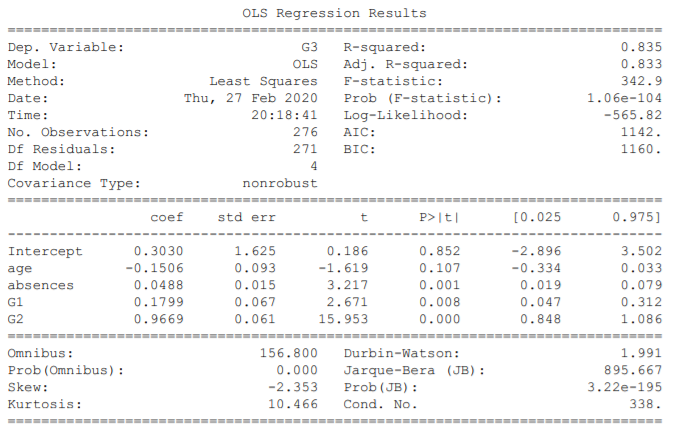 OLS Regression Results
==============================================================================
Dep. Variable:                     G3   R-squared:                       0.835
Model:                            OLS   Adj. R-squared:                  0.833
Method:                 Least Squares   F-statistic:                     342.9
Date:                Thu, 27 Feb 2020   Prob (F-statistic):          1.06e-104
Time:                        20:18:41   Log-Likelihood:                -565.82
No. Observations:                 276   AIC:                             1142.
Df Residuals:                     271   BIC:                             1160.
Df Model:                           4
Covariance Type:            nonrobust
==============================================================================
                 coef    std err          t      P>|t|      [0.025      0.975]
------------------------------------------------------------------------------
Intercept      0.3030      1.625      0.186      0.852      -2.896       3.502
age           -0.1506      0.093     -1.619      0.107      -0.334       0.033
absences       0.0488      0.015      3.217      0.001       0.019       0.079
G1             0.1799      0.067      2.671      0.008       0.047       0.312
G2             0.9669      0.061     15.953      0.000       0.848       1.086
==============================================================================
Omnibus:                      156.800   Durbin-Watson:                   1.991
Prob(Omnibus):                  0.000   Jarque-Bera (JB):              895.667
Skew:                          -2.353   Prob(JB):                    3.22e-195
Kurtosis:                      10.466   Cond. No.                         338.
==============================================================================